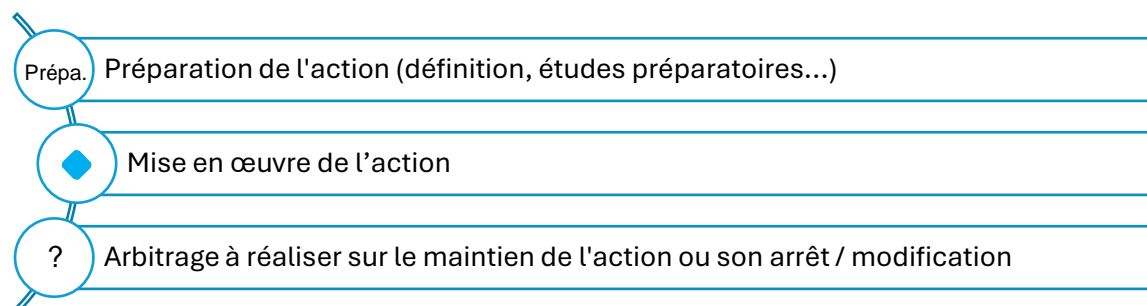 Prépa. Préparation de l'action (définition, études préparatoires...)
Mise en œuvre de l’action
? Arbitrage à réaliser sur le maintien de l'action ou son arrêt / modification